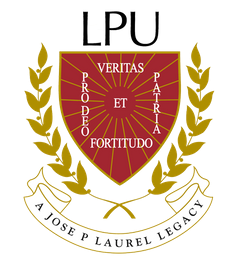 LPU
VERITAS
PRO DEO
ET
PATRIA
FORTITUDO
A JOSE P LAUREL LEGACY